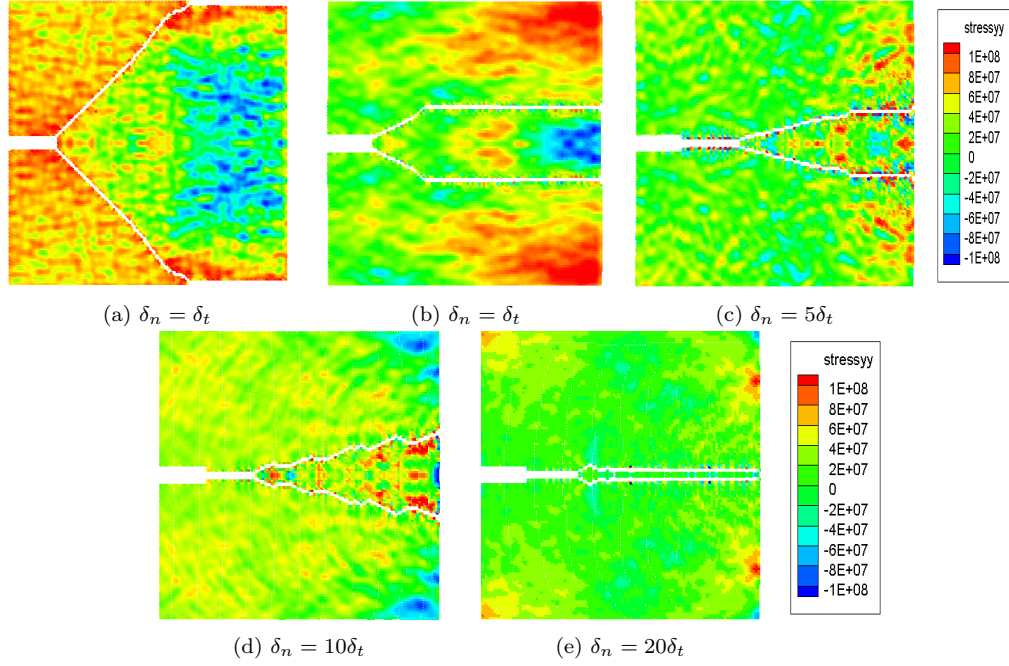 stressyy
1E+08
8E+07
6E+07
4E+07
2E+07
0
-2E+07
-4E+07
-6E+07
-8E+07
-1E+08
(a) δn = δt
(b) δn = δt
(c) δn = 5δt
stressyy
1E+08
8E+07
6E+07
4E+07
2E+07
0
-2E+07
-4E+07
-6E+07
-8E+07
-1E+08
(d) δn = 10δt
(e) δn = 20δt